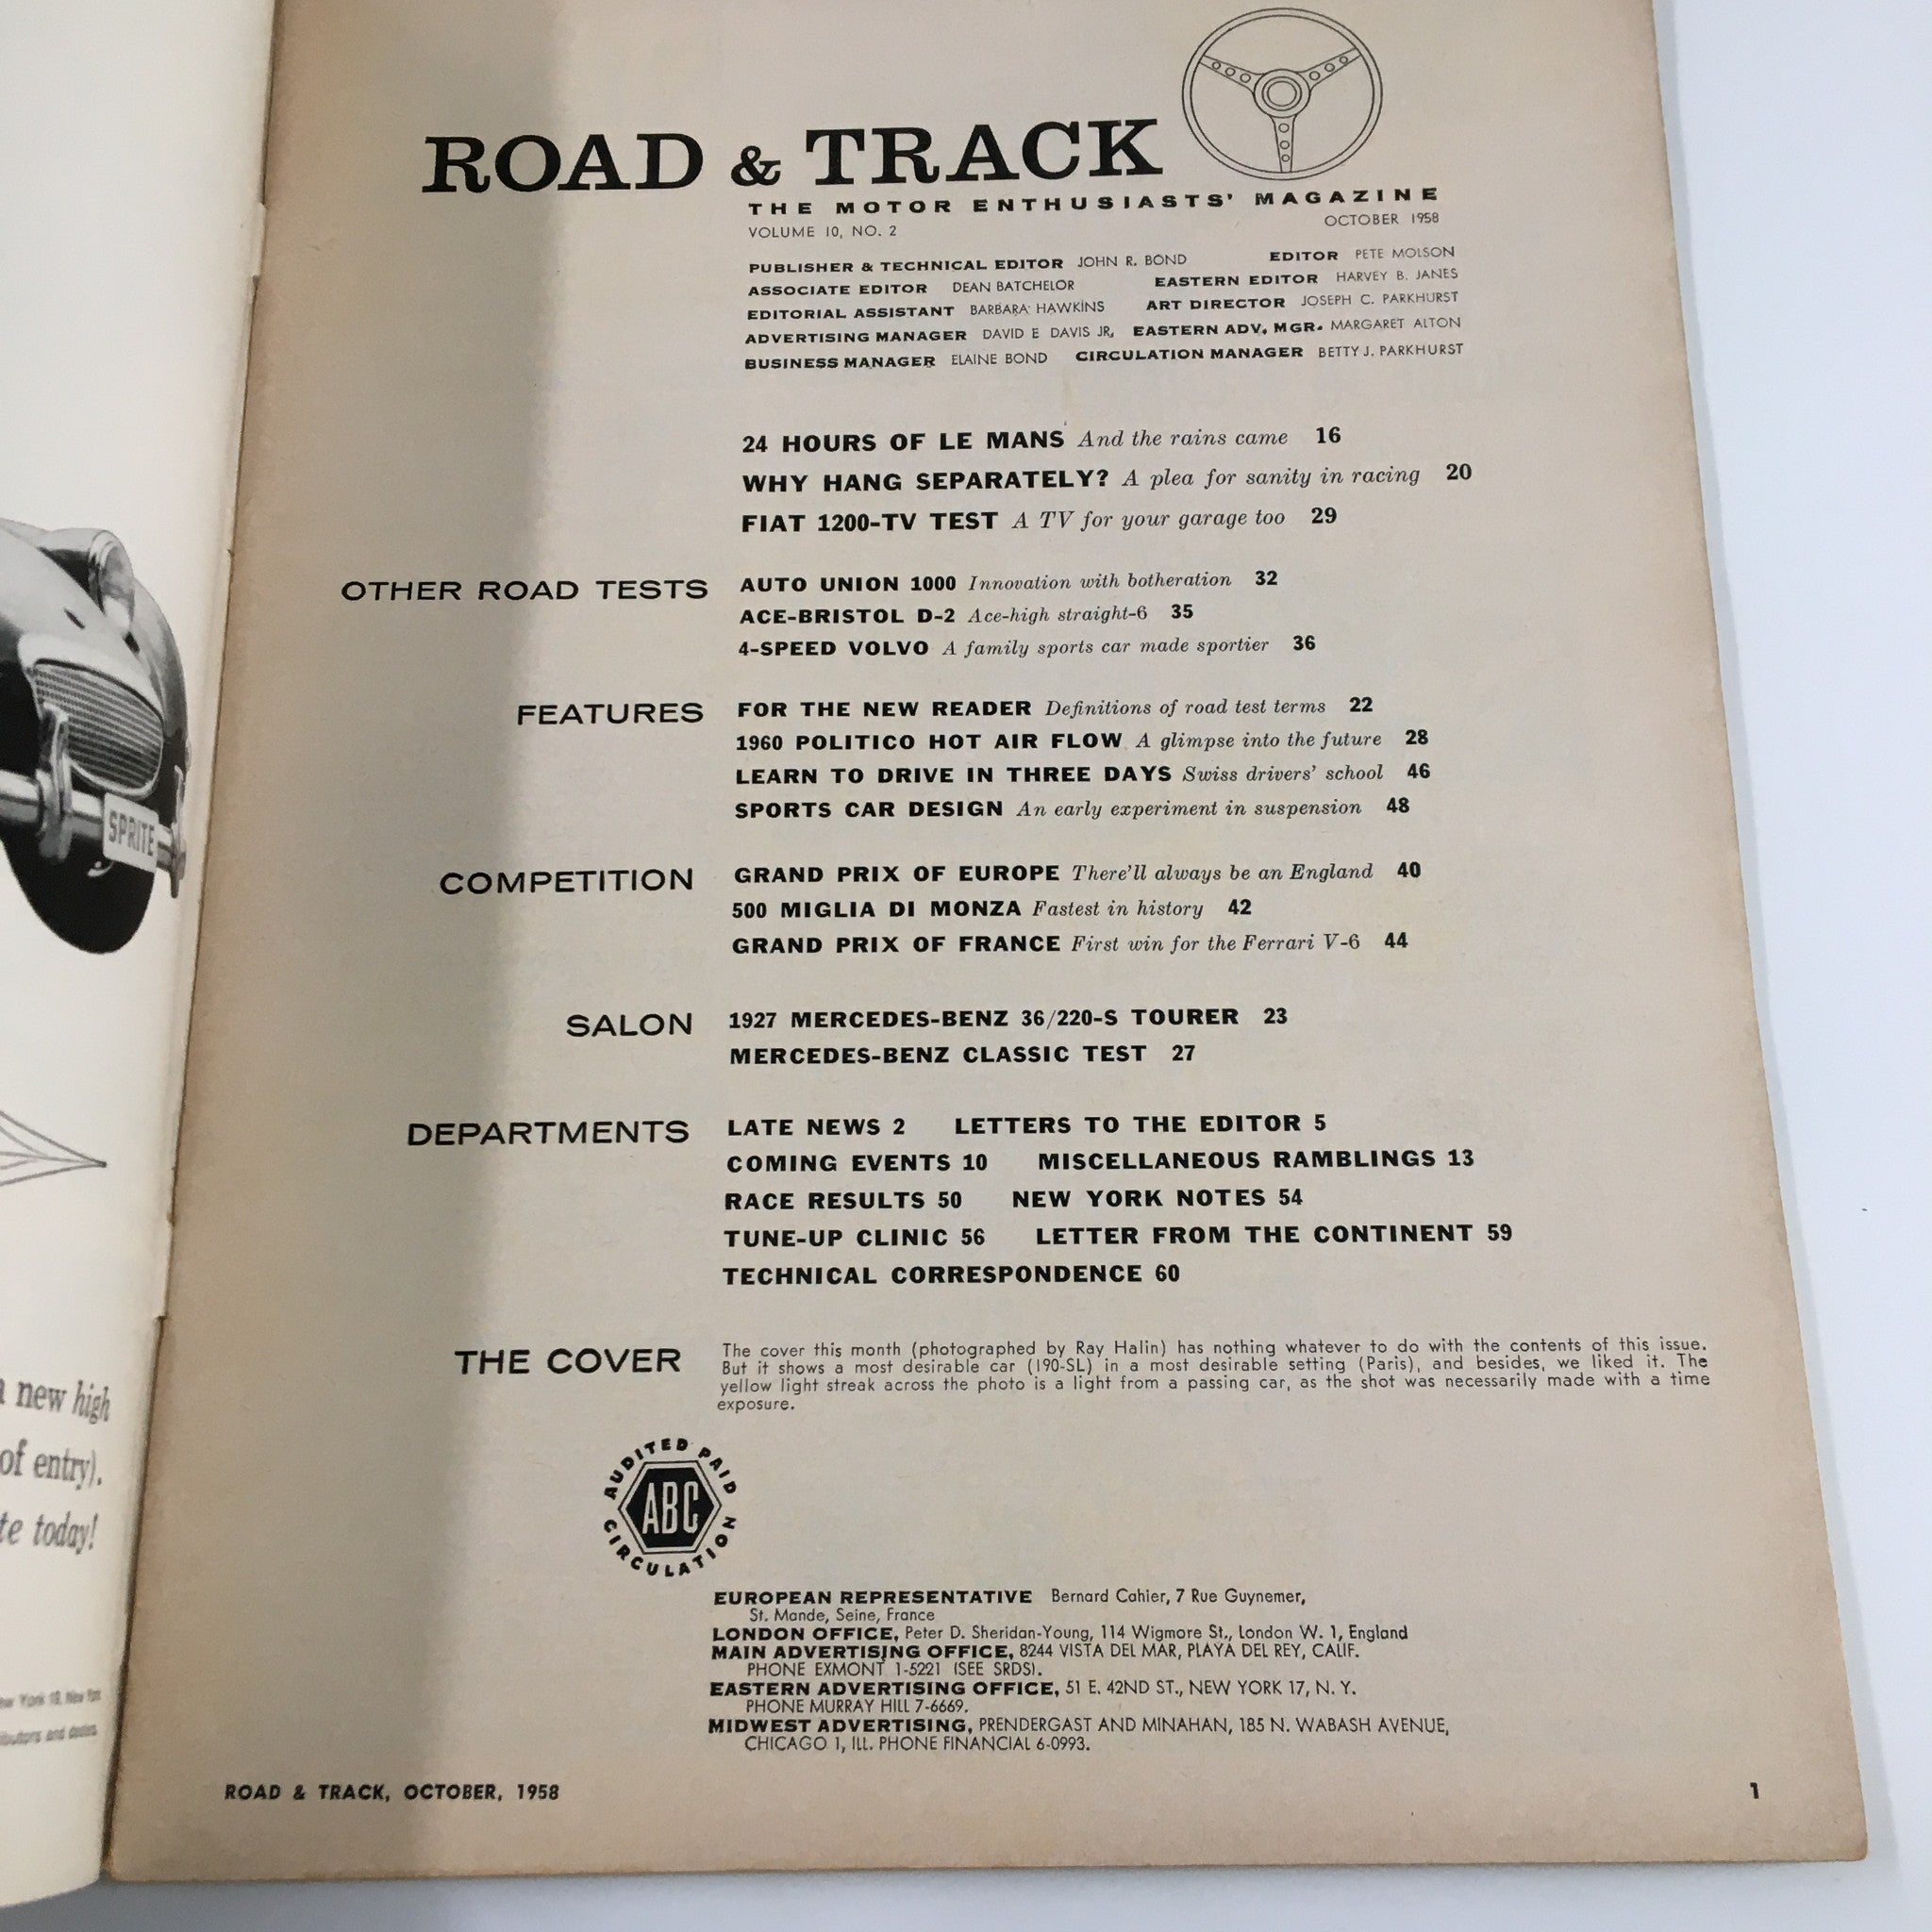 SPRITE
new high
of entry).
today!
ROAD & TRACK
THE MOTOR ENTHUSIASTS' MAGAZINE
VOLUME 10, NO. 2 OCTOBER 1958
PUBLISHER & TECHNICAL EDITOR JOHN R. BOND EDITOR PETE MOLSON
ASSOCIATE EDITOR DEAN BATCHELOR EASTERN EDITOR HARVEY B. JANES
EDITORIAL ASSISTANT BARBARA HAWKINS ART DIRECTOR JOSEPH C. PARKHURST
ADVERTISING MANAGER DAVID E DAVIS JR, EASTERN ADV, MGR. MARGARET ALTON
BUSINESS MANAGER ELAINE BOND CIRCULATION MANAGER BETTY J. PARKHURST
24 HOURS OF LE MANS And the rains came 16
WHY HANG SEPARATELY? A plea for sanity in racing 20
FIAT 1200-TV TEST A TV for your garage too 29
OTHER ROAD TESTS AUTO UNION 1000 Innovation with botheration 32
ACE-BRISTOL D-2 Ace-high straight-6 35
4-SPEED VOLVO A family sports car made sportier 36
FEATURES FOR THE NEW READER Definitions of road test terms 22
1960 POLITICO HOT AIR FLOW A glimpse into the future 28
LEARN TO DRIVE IN THREE DAYS Swiss drivers' school 46
SPORTS CAR DESIGN An early experiment in suspension 48
COMPETITION GRAND PRIX OF EUROPE There'll always be an England 40
500 MIGLIA DI MONZA Fastest in history 42
GRAND PRIX OF FRANCE First win for the Ferrari V-6 44
SALON 1927 MERCEDES-BENZ 36/220-S TOURER 23
MERCEDES-BENZ CLASSIC TEST 27
DEPARTMENTS LATE NEWS 2 LETTERS TO THE EDITOR 5
COMING EVENTS 10 MISCELLANEOUS RAMBLINGS 13
RACE RESULTS 50 NEW YORK NOTES 54
TUNE-UP CLINIC 56 LETTER FROM THE CONTINENT 59
TECHNICAL CORRESPONDENCE 60
THE COVER The cover this month (photographed by Ray Halin) has nothing whatever to do with the contents of this issue.
But it shows a most desirable car (190-SL) in a most desirable setting (Paris), and besides, we liked it. The
yellow light streak across the photo is a light from a passing car, as the shot was necessarily made with a time
exposure.
AUDITED PAID
ABC
CIRCULATION
EUROPEAN REPRESENTATIVE Bernard Cahier, 7 Rue Guynemer,
St. Mande, Seine, France
LONDON OFFICE, Peter D. Sheridan-Young, 114 Wigmore St., London W. 1, England
MAIN ADVERTISING OFFICE, 8244 VISTA DEL MAR, PLAYA DEL REY, CALIF.
PHONE EXMONT 1-5221 (SEE SRDS).
EASTERN ADVERTISING OFFICE, 51 E. 42ND ST., NEW YORK 17, N. Y.
PHONE MURRAY HILL 7-6669.
MIDWEST ADVERTISING, PRENDERGAST AND MINAHAN, 185 N. WABASH AVENUE,
CHICAGO 1, ILL. PHONE FINANCIAL 6-0993.
ROAD & TRACK, OCTOBER, 1958 1